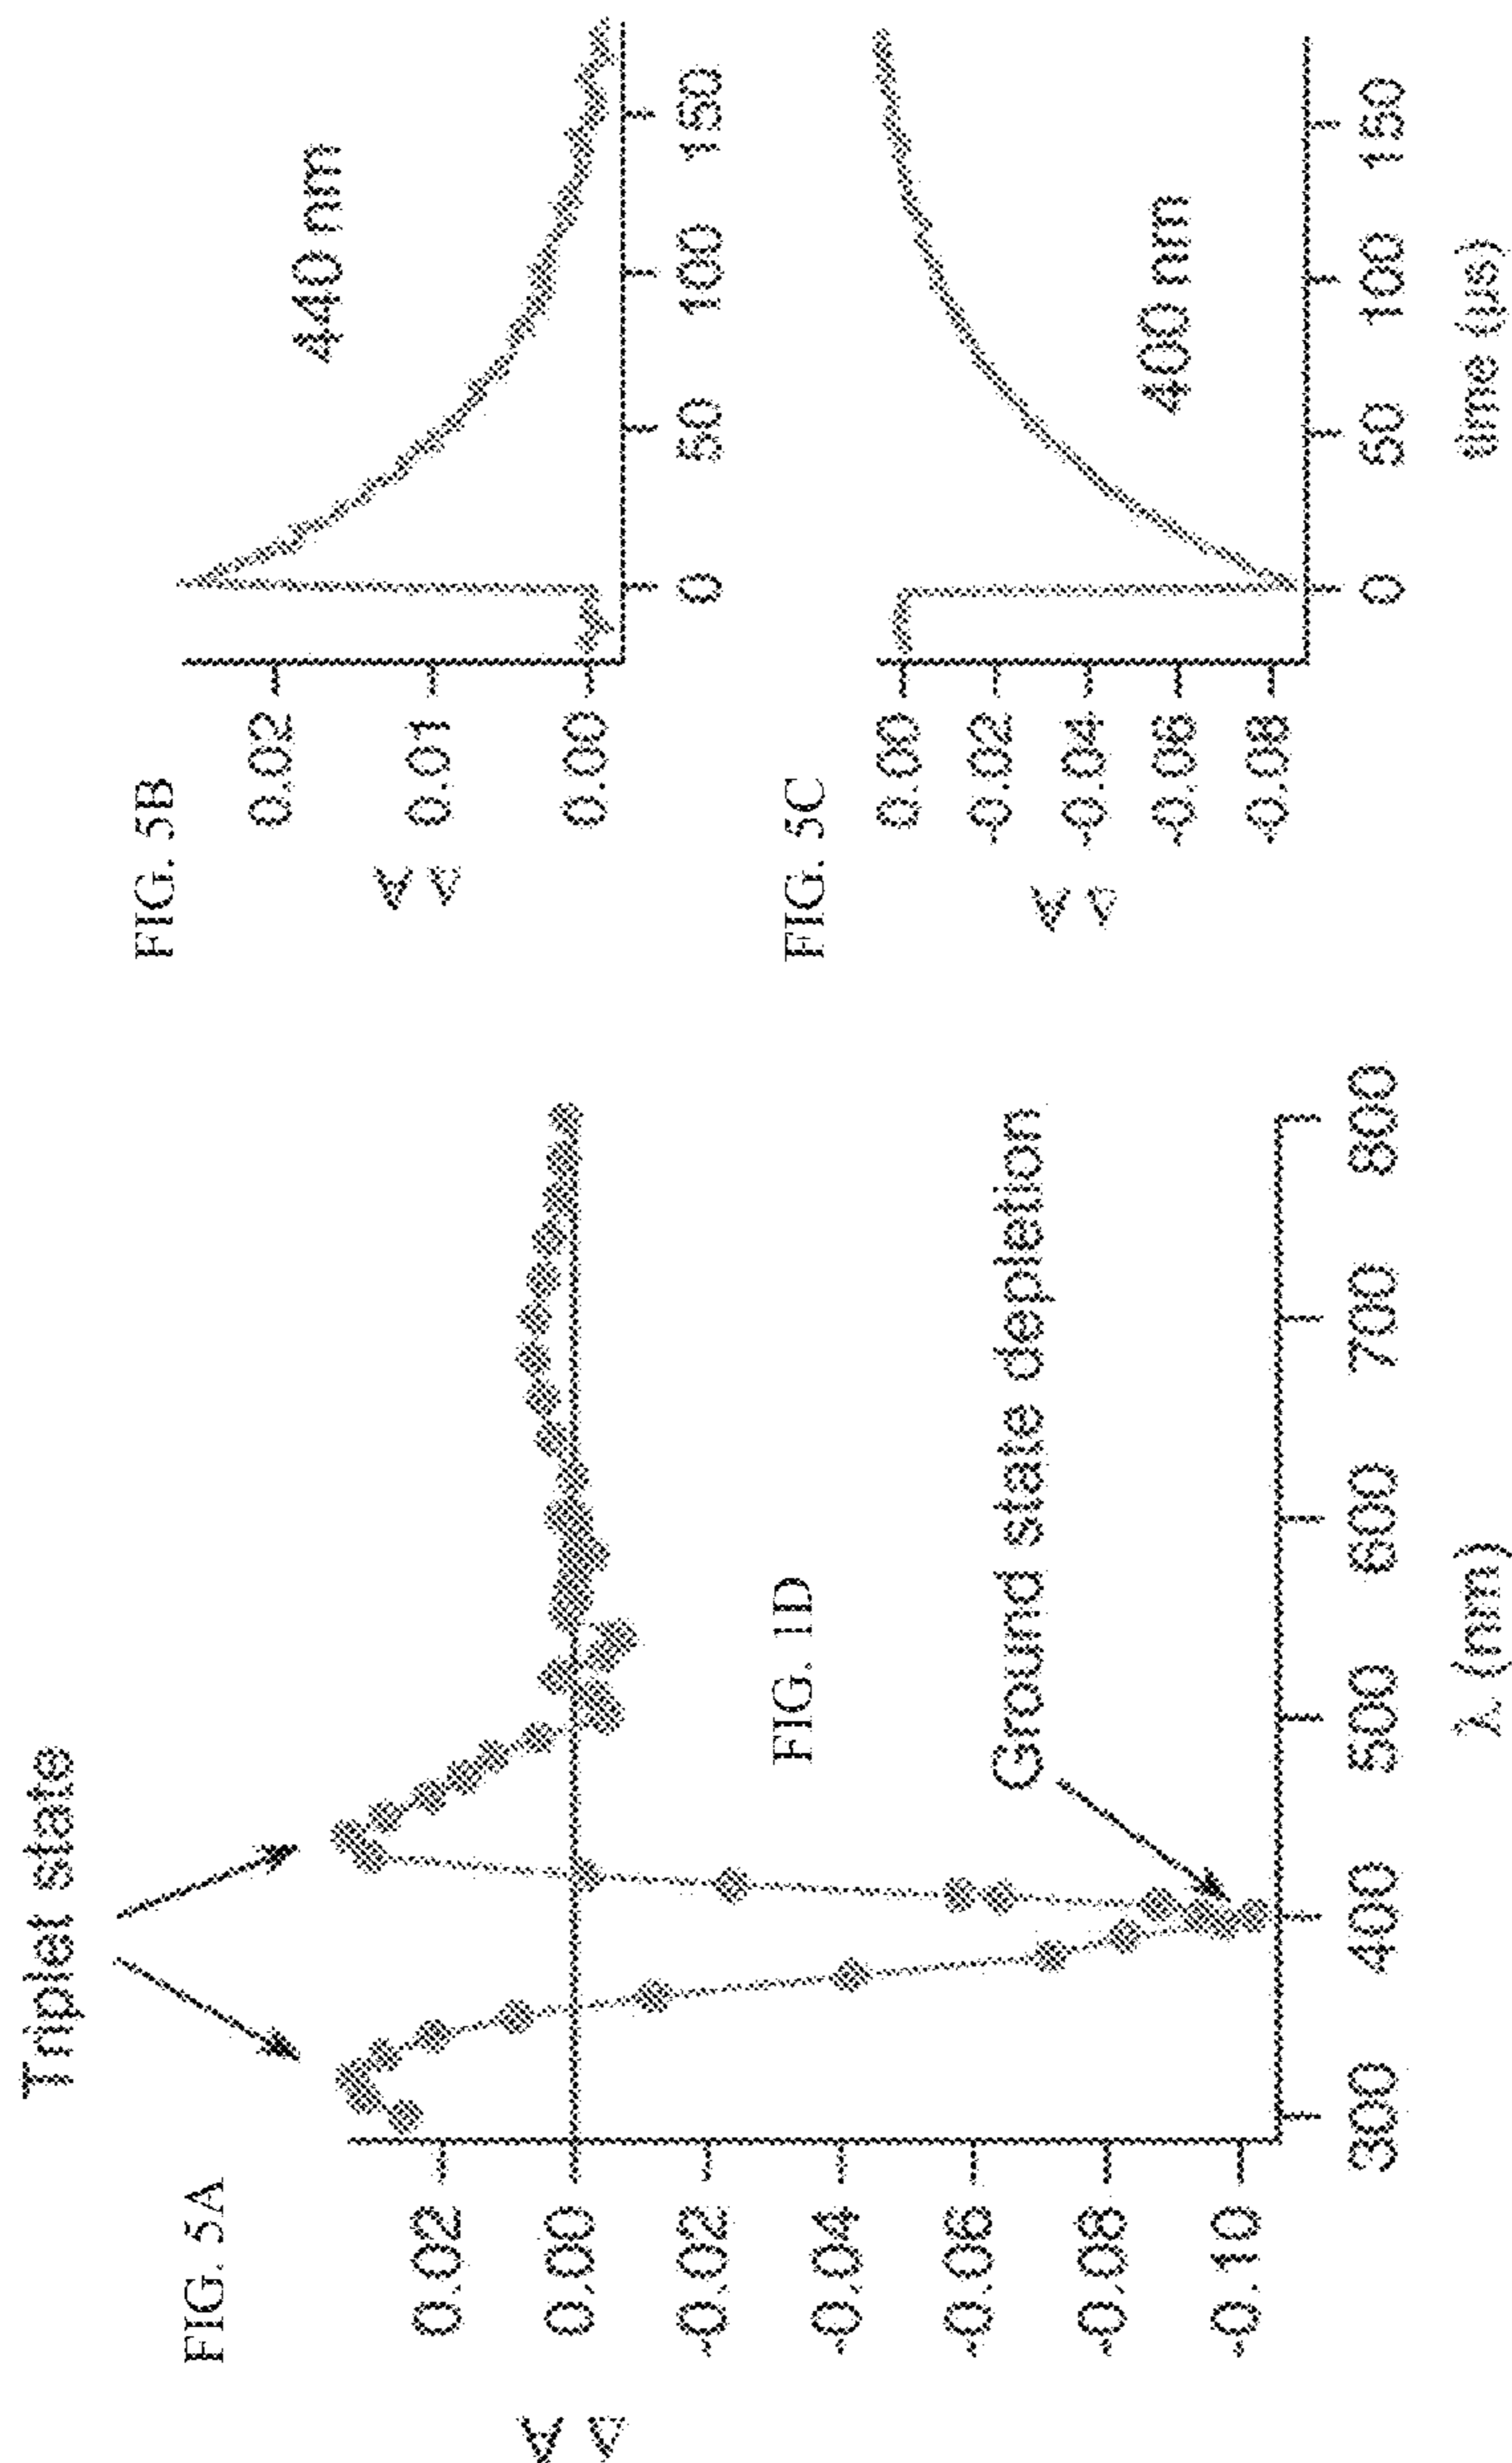 FIG. 5A
Triplet state
Δ A
0.02
0.00
-0.02
-0.04
-0.06
-0.08
-0.10
300
400
500
600
700
800
λ (nm)
FIG. 1D
Ground state depletion
FIG. 5B
440 nm
Δ A
0.02
0.01
0.00
0
50
100
150
FIG. 5C
400 nm
Δ A
0.00
-0.02
-0.04
-0.06
-0.08
0
50
100
150
time (µs)